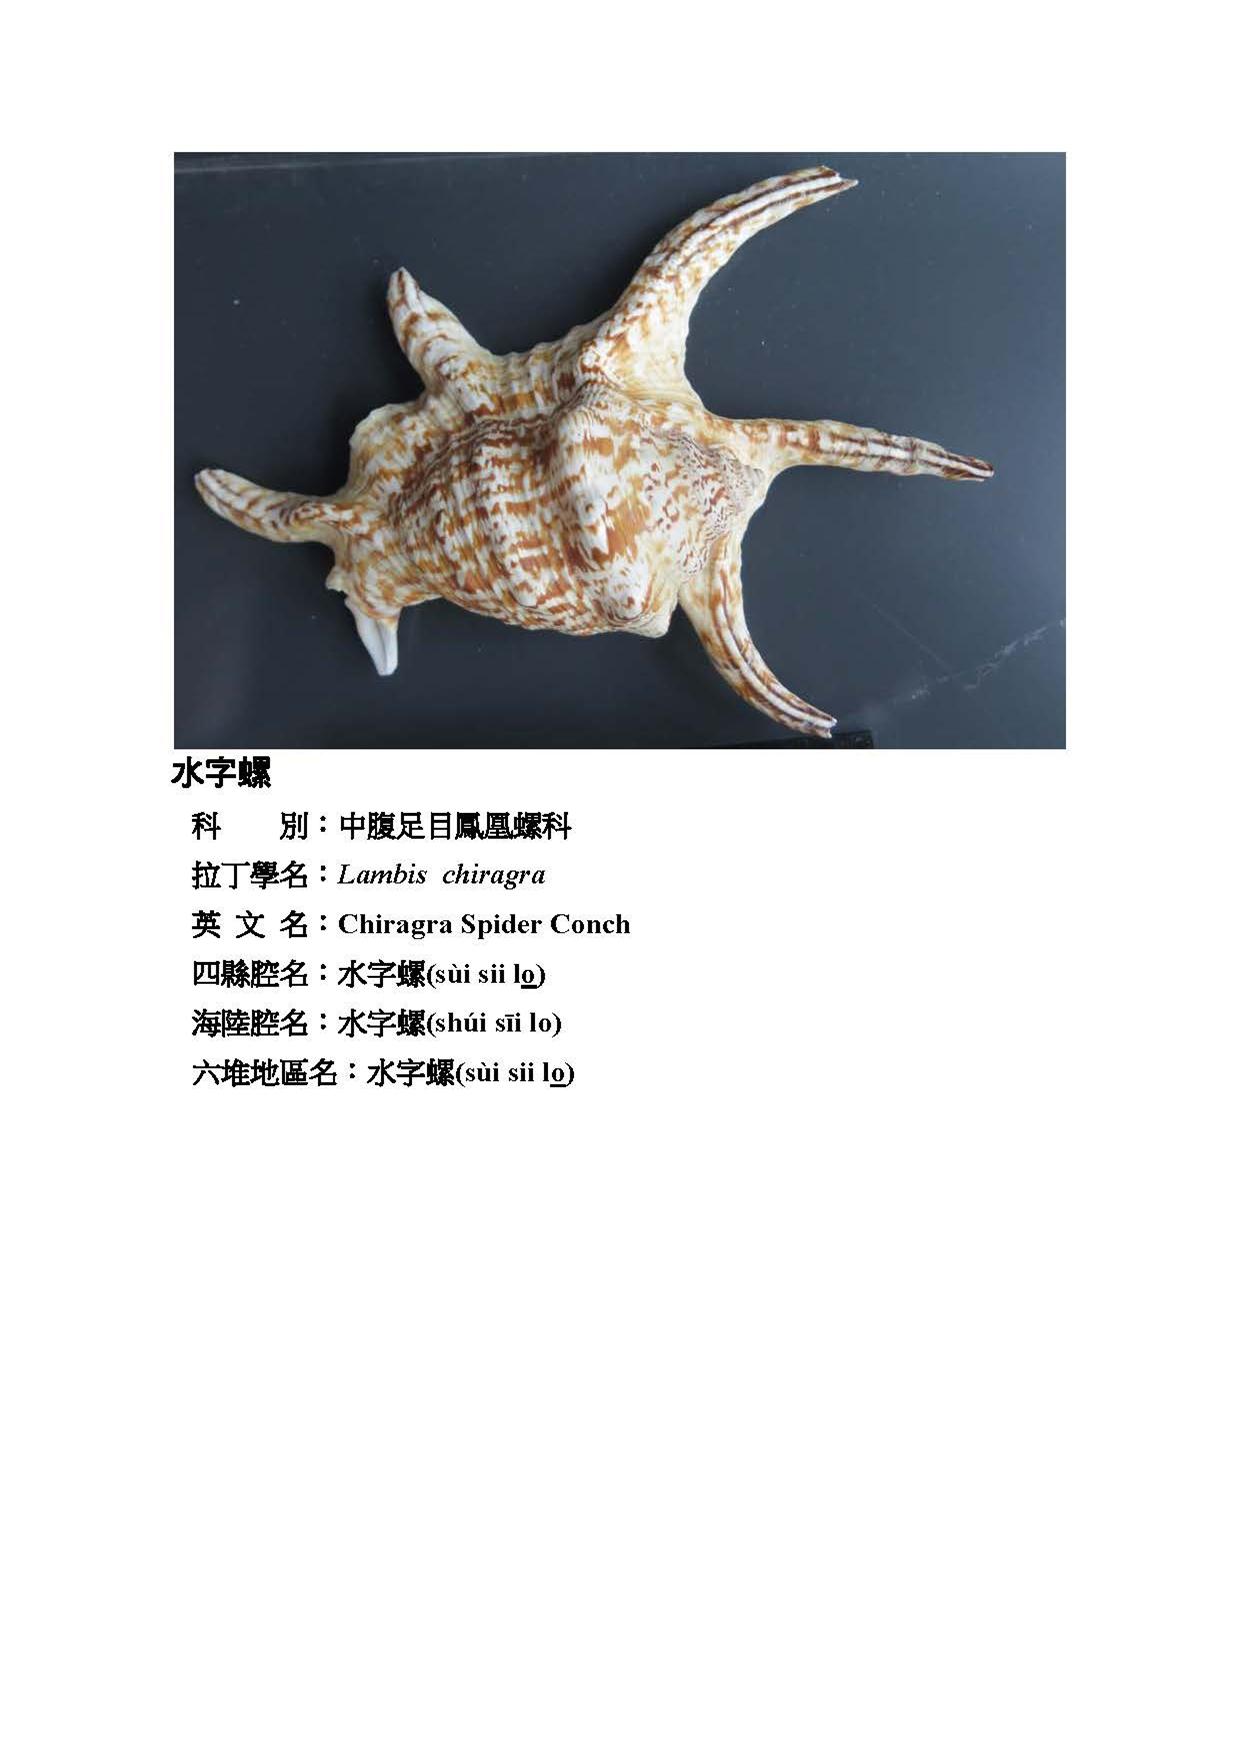 水字螺
科　　別：中腹足目鳳凰螺科
拉丁學名：Lambis chiragra
英 文 名：Chiragra Spider Conch
四縣腔名：水字螺(sùi sii lo)
海陸腔名：水字螺(shúi sīi lo)
六堆地區名：水字螺(sùi sii lo)